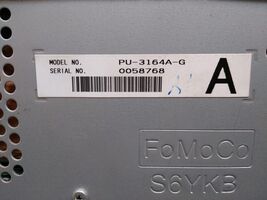 MODEL NO. PU-3164A-G
SERIAL NO. 0058768
A
FoMoCo
S6YKB